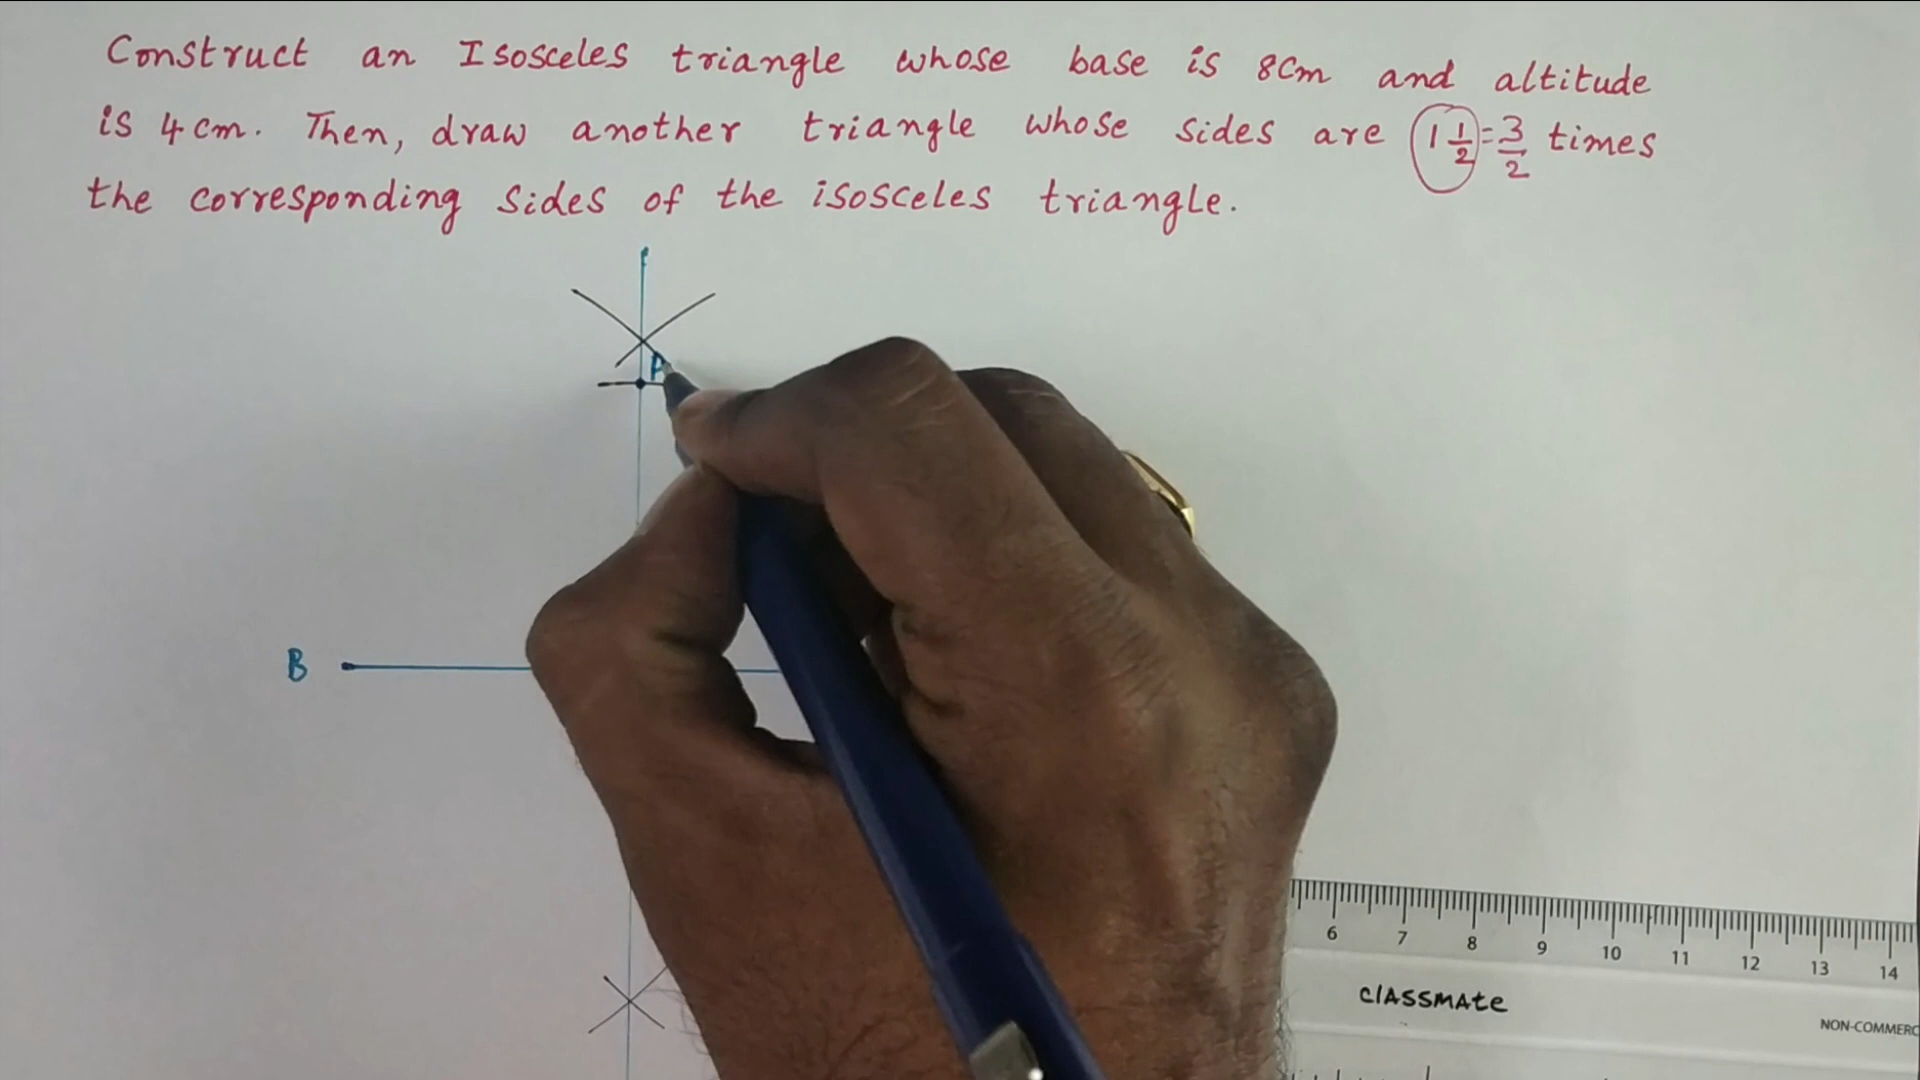 Construct an Isosceles triangle whose base is 8cm and altitude
is 4cm. Then, draw another triangle whose sides are 1 1/2 = 3/2 times
the corresponding sides of the isosceles triangle.
A
B
6 7 8 9 10 11 12 13 14
CLASSMATE
NON-COMMERC